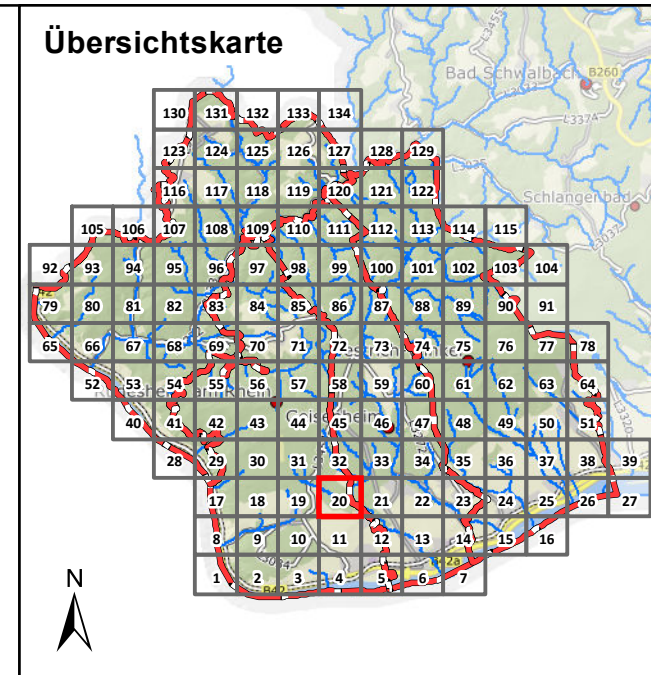 Übersichtskarte
Bad Schwalbach
B260
L3455
L3374
L3035
Schlangenbad
L3037
130 131 132 133 134
123 124 125 126 127 128 129
116 117 118 119 120 121 122
105 106 107 108 109 110 111 112 113 114 115
92 93 94 95 96 97 98 99 100 101 102 103 104
79 80 81 82 83 84 85 86 87 88 89 90 91
65 66 67 68 69 70 71 72 73 74 75 76 77 78
52 53 54 55 56 57 58 59 60 61 62 63 64
40 41 42 43 44 45 46 47 48 49 50 51
Geisenheim
L3320
28 29 30 31 32 33 34 35 36 37 38 39
17 18 19 20 21 22 23 24 25 26 27
8 9 10 11 12 13 14 15 16
L3034
B42a
1 2 3 4 5 6 7
B42
N